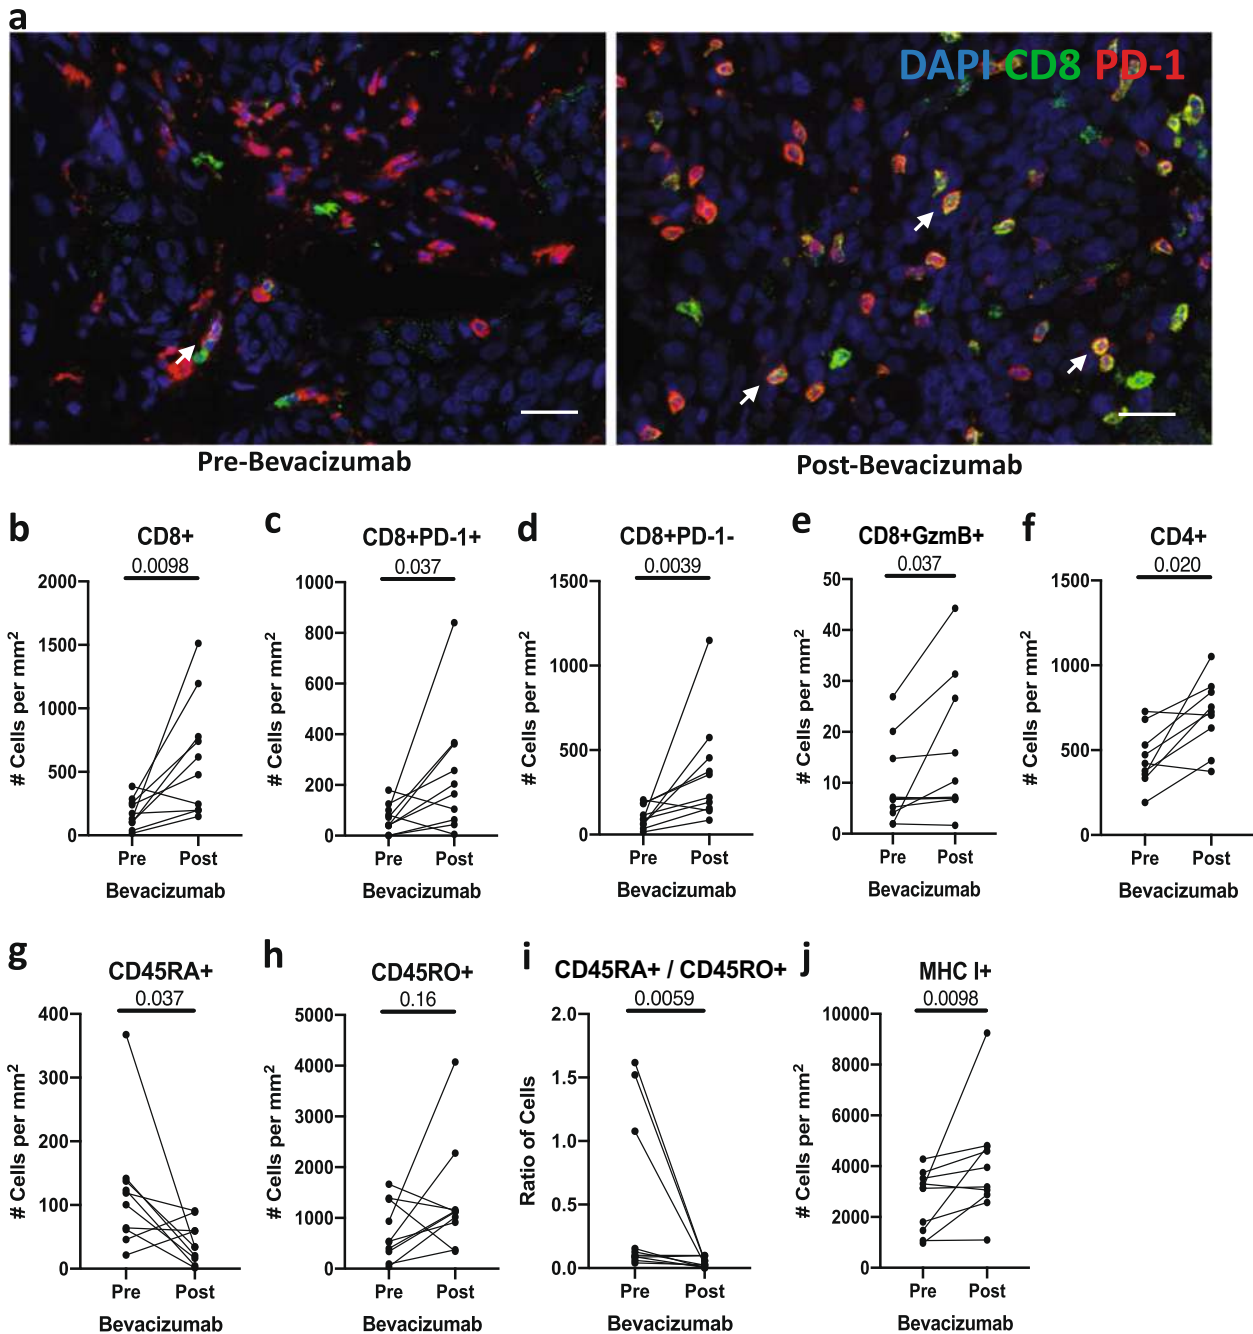 a
DAPI CD8 PD-1
Pre-Bevacizumab
Post-Bevacizumab
b
CD8+
0.0098
# Cells per mm²
2000
1500
1000
500
0
Pre Post
Bevacizumab
c
CD8+PD-1+
0.037
# Cells per mm²
1000
800
600
400
200
0
Pre Post
Bevacizumab
d
CD8+PD-1-
0.0039
# Cells per mm²
1500
1000
500
0
Pre Post
Bevacizumab
e
CD8+GzmB+
0.037
# Cells per mm²
50
40
30
20
10
0
Pre Post
Bevacizumab
f
CD4+
0.020
# Cells per mm²
1500
1000
500
0
Pre Post
Bevacizumab
g
CD45RA+
0.037
# Cells per mm²
400
300
200
100
0
Pre Post
Bevacizumab
h
CD45RO+
0.16
# Cells per mm²
5000
4000
3000
2000
1000
0
Pre Post
Bevacizumab
i
CD45RA+ / CD45RO+
0.0059
Ratio of Cells
2.0
1.5
1.0
0.5
0.0
Pre Post
Bevacizumab
j
MHC I+
0.0098
# Cells per mm²
10000
8000
6000
4000
2000
0
Pre Post
Bevacizumab